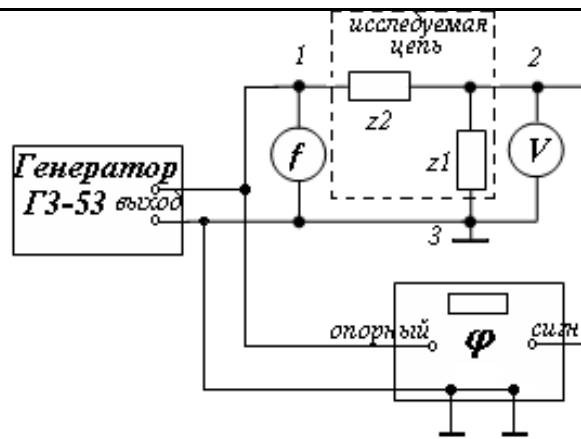 исследуемая
цепь
1
2
z2
f
z1
V
Генератор
Г3-53 выход
3
опорный
φ
сигн